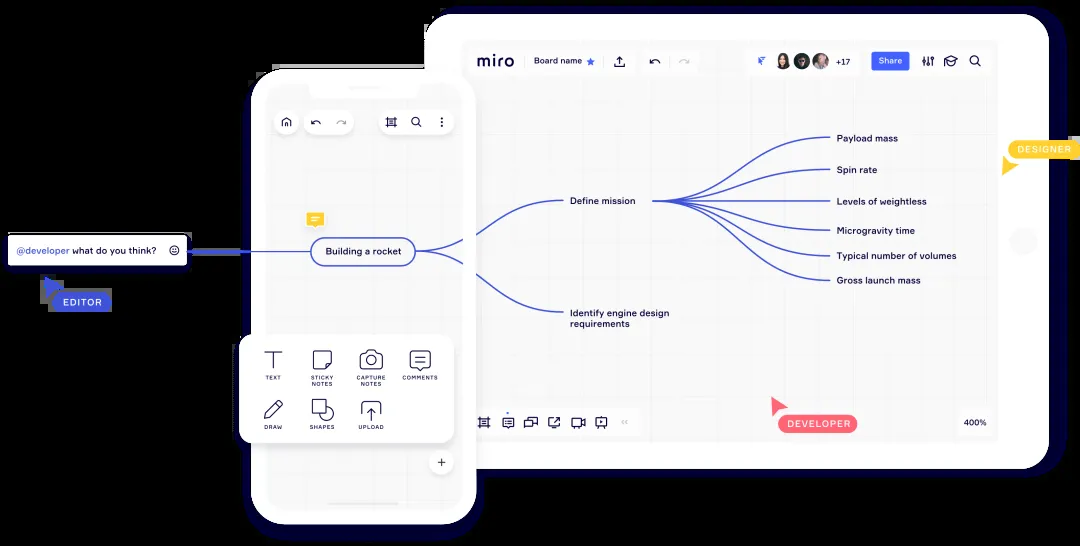 miro
Board name
+17
Share
DESIGNER
Payload mass
Spin rate
Levels of weightless
Microgravity time
Typical number of volumes
Gross launch mass
Define mission
Identify engine design
requirements
Building a rocket
@developer what do you think?
EDITOR
TEXT
STICKY
NOTES
CAPTURE
NOTES
COMMENTS
DRAW
SHAPES
UPLOAD
DEVELOPER
400%